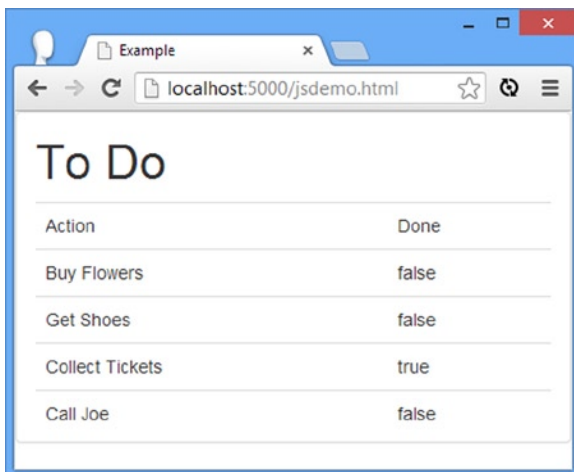 Example
localhost:5000/jsdemo.html
To Do
Action Done
Buy Flowers false
Get Shoes false
Collect Tickets true
Call Joe false